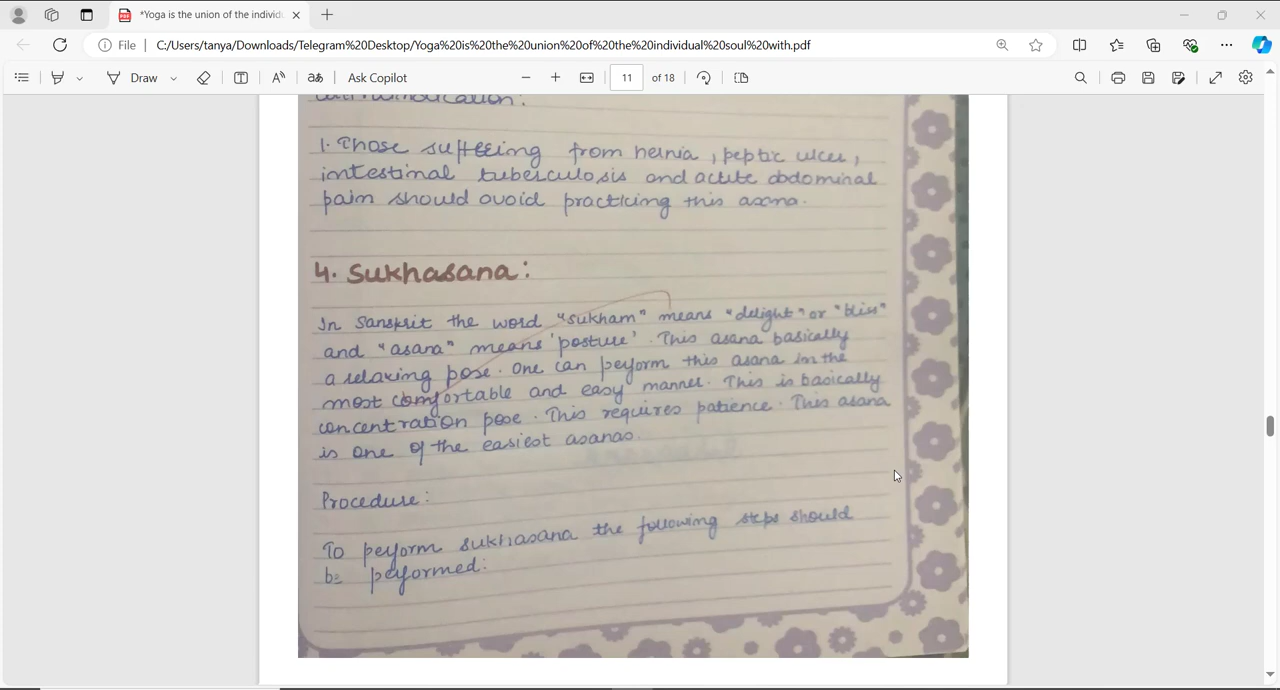 *Yoga is the union of the individu
File
C:/Users/tanya/Downloads/Telegram%20Desktop/Yoga%20is%20the%20union%20of%20the%20individual%20soul%20with.pdf
Draw
Ask Copilot
11 of 18
1. Those suffeeing from hernia, peptic ulcer,
intestinal tuberculosis and actute abdominal
pain should avoid practicing this asana.
4. Sukhasana:
In Sanskrit the word "sukham" means "delight" or "bliss"
and "asana" means 'posture'. This asana basically
a relaxing pose. One can perform this asana in the
most comfortable and easy manner. This is basically
concentration pose. This requires patience. This asana
is one of the easiest asanas.
Procedure:
To perform sukhasana the following steps should
be performed: